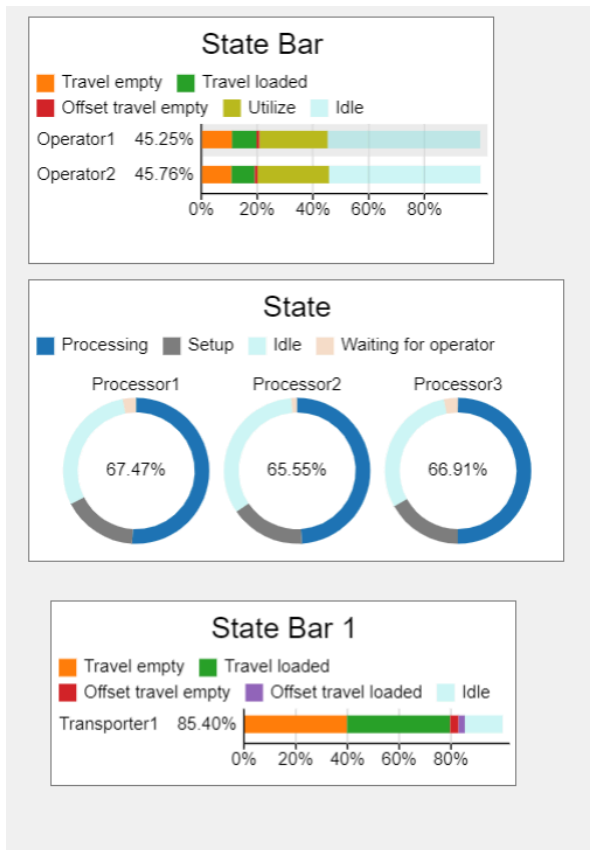 State Bar
Travel empty Travel loaded
Offset travel empty Utilize Idle
Operator1 45.25%
Operator2 45.76%
0% 20% 40% 60% 80%
State
Processing Setup Idle Waiting for operator
Processor1 Processor2 Processor3
67.47% 65.55% 66.91%
State Bar 1
Travel empty Travel loaded
Offset travel empty Offset travel loaded Idle
Transporter1 85.40%
0% 20% 40% 60% 80%